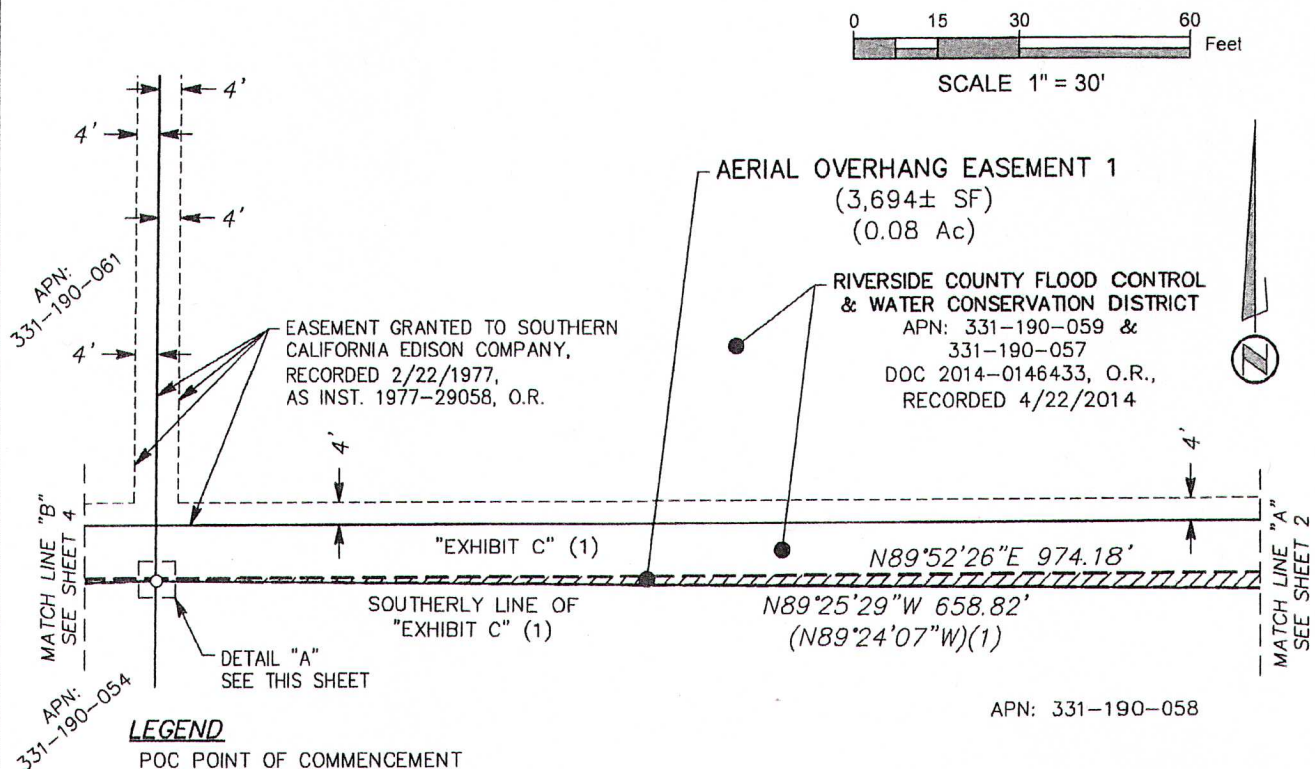 0 15 30 60
Feet
SCALE 1" = 30'
4'
4'
4'
4'
APN:
331-190-061
AERIAL OVERHANG EASEMENT 1
(3,694± SF)
(0.08 Ac)
RIVERSIDE COUNTY FLOOD CONTROL
& WATER CONSERVATION DISTRICT
APN: 331-190-059 &
331-190-057
DOC 2014-0146433, O.R.,
RECORDED 4/22/2014
N
EASEMENT GRANTED TO SOUTHERN
CALIFORNIA EDISON COMPANY,
RECORDED 2/22/1977,
AS INST. 1977-29058, O.R.
4'
4'
MATCH LINE "B"
SEE SHEET 4
"EXHIBIT C" (1)
N89°52'26"E 974.18'
SOUTHERLY LINE OF
"EXHIBIT C" (1)
N89°25'29"W 658.82'
(N89°24'07"W)(1)
MATCH LINE "A"
SEE SHEET 2
DETAIL "A"
SEE THIS SHEET
APN:
331-190-054
APN: 331-190-058
LEGEND
POC POINT OF COMMENCEMENT